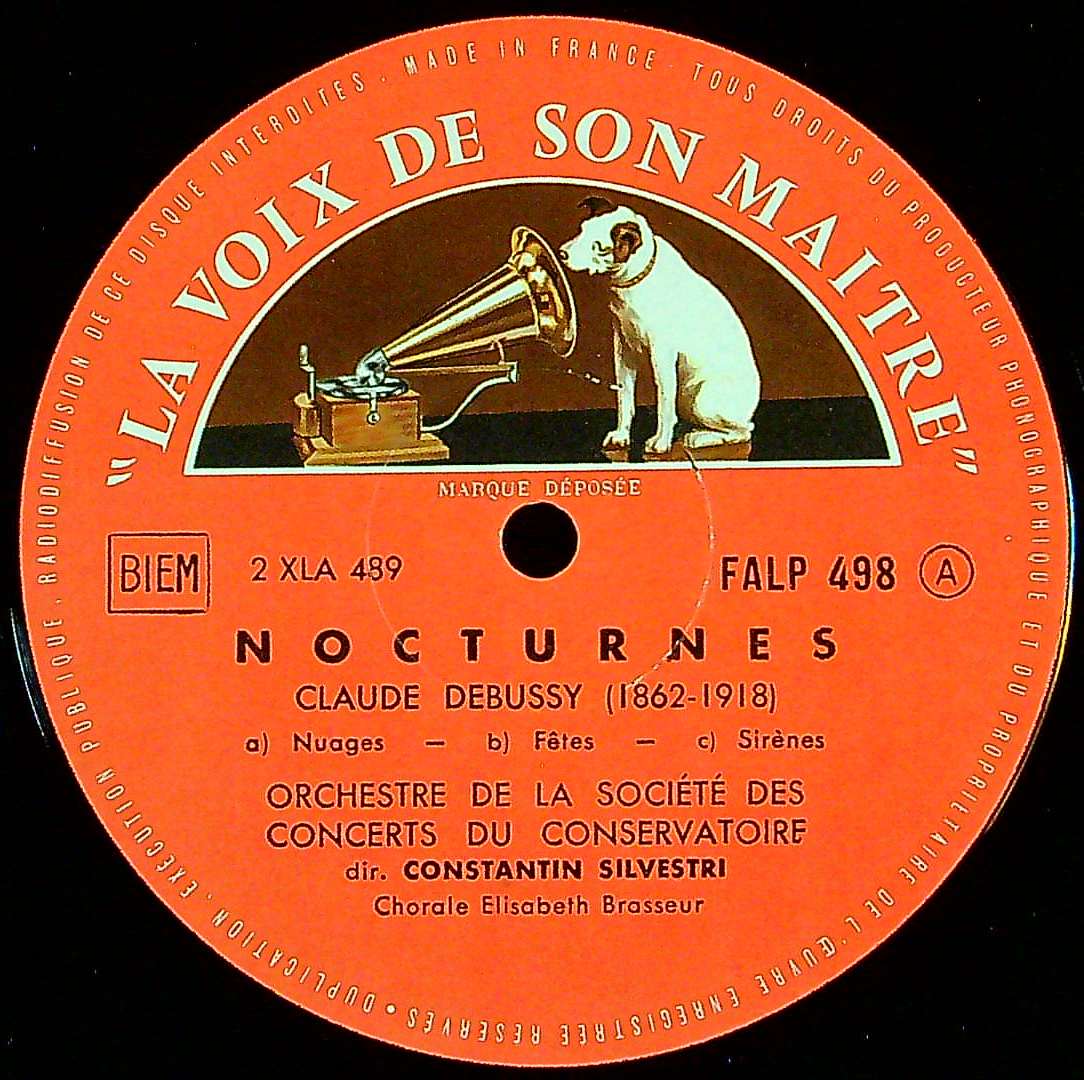 TOUS DROITS DU PRODUCTEUR PHONOGRAPHIQUE ET DU PROPRIÉTAIRE DE L'ŒUVRE ENREGISTRÉE RÉSERVÉS • DUPLICATION . EXÉCUTION PUBLIQUE . RADIODIFFUSION DE CE DISQUE INTERDITES . MADE IN FRANCE
"LA VOIX DE SON MAITRE"
MARQUE DÉPOSÉE
BIEM 2 XLA 489 FALP 498 A
NOCTURNES
CLAUDE DEBUSSY (1862-1918)
a) Nuages — b) Fêtes — c) Sirènes
ORCHESTRE DE LA SOCIÉTÉ DES
CONCERTS DU CONSERVATOIRE
dir. CONSTANTIN SILVESTRI
Chorale Elisabeth Brasseur